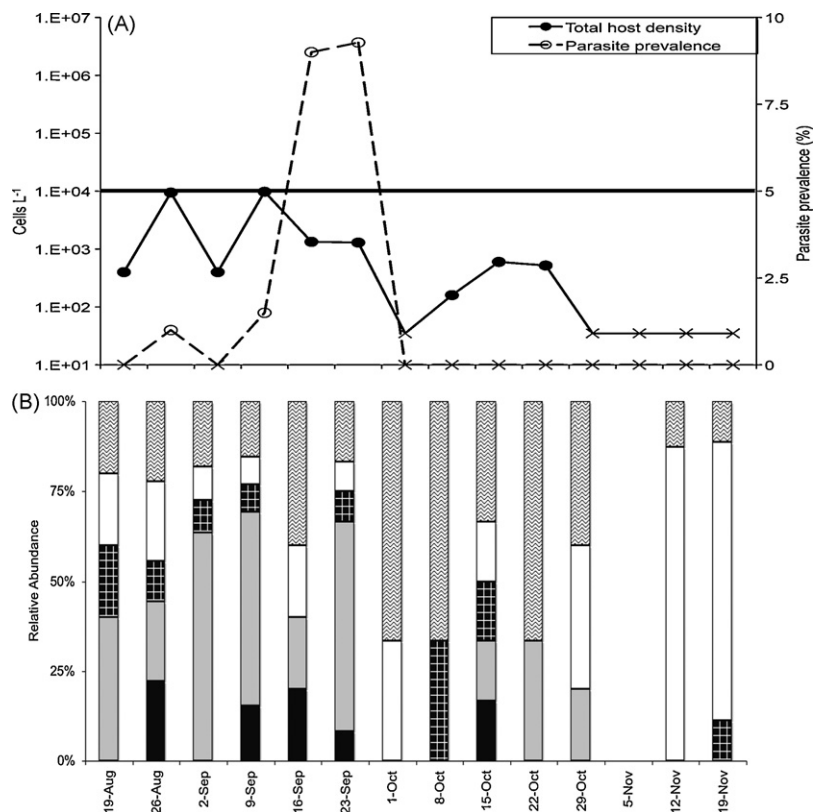 (A)
Total host density
Parasite prevalence
1.E+07
1.E+06
1.E+05
1.E+04
1.E+03
1.E+02
1.E+01
Cells L⁻¹
10
7.5
5
2.5
0
Parasite prevalence (%)
(B)
100%
75%
50%
25%
0%
Relative Abundance
19-Aug
26-Aug
2-Sep
9-Sep
16-Sep
23-Sep
1-Oct
8-Oct
15-Oct
22-Oct
29-Oct
5-Nov
12-Nov
19-Nov